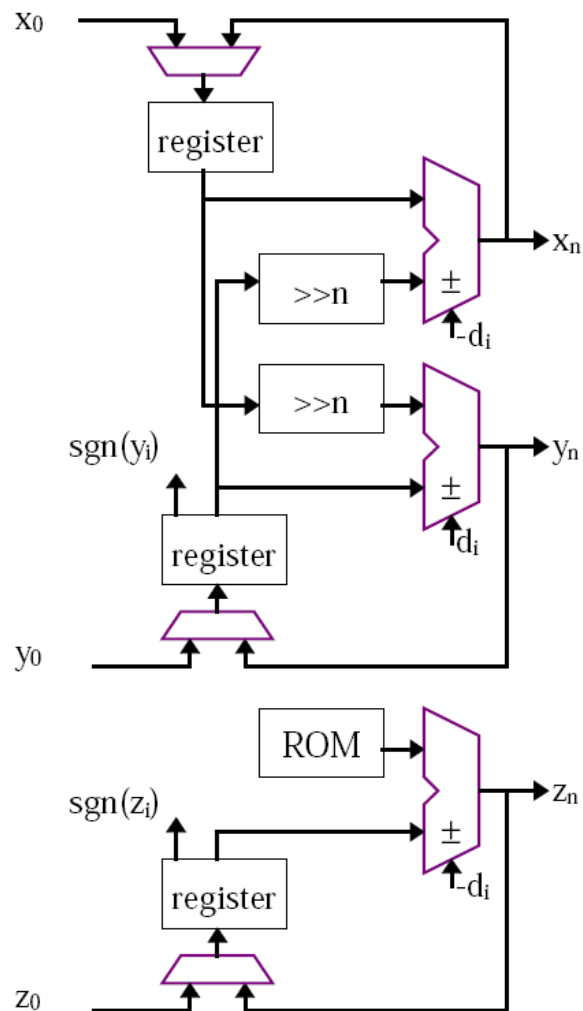 x₀
register
>>n
±
xₙ
-dᵢ
>>n
sgn(yᵢ)
yₙ
±
register
dᵢ
y₀
ROM
sgn(zᵢ)
zₙ
±
register
-dᵢ
z₀